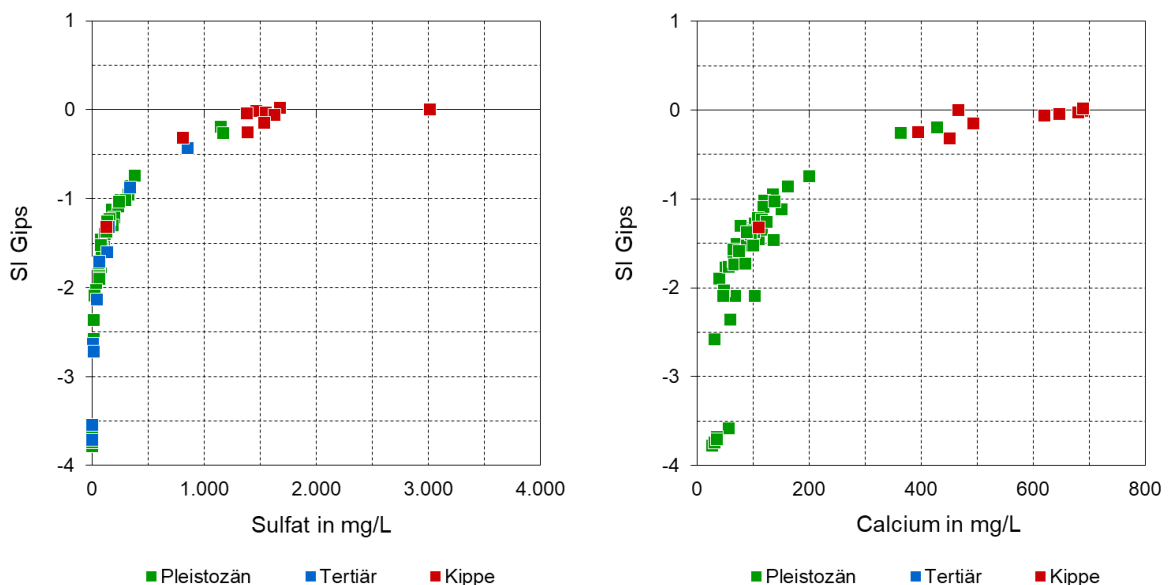 1
0
-1
-2
-3
-4
SI Gips
0
1.000
2.000
3.000
4.000
Sulfat in mg/L
Pleistozän
Tertiär
Kippe
1
0
-1
-2
-3
-4
SI Gips
0
200
400
600
800
Calcium in mg/L
Pleistozän
Tertiär
Kippe